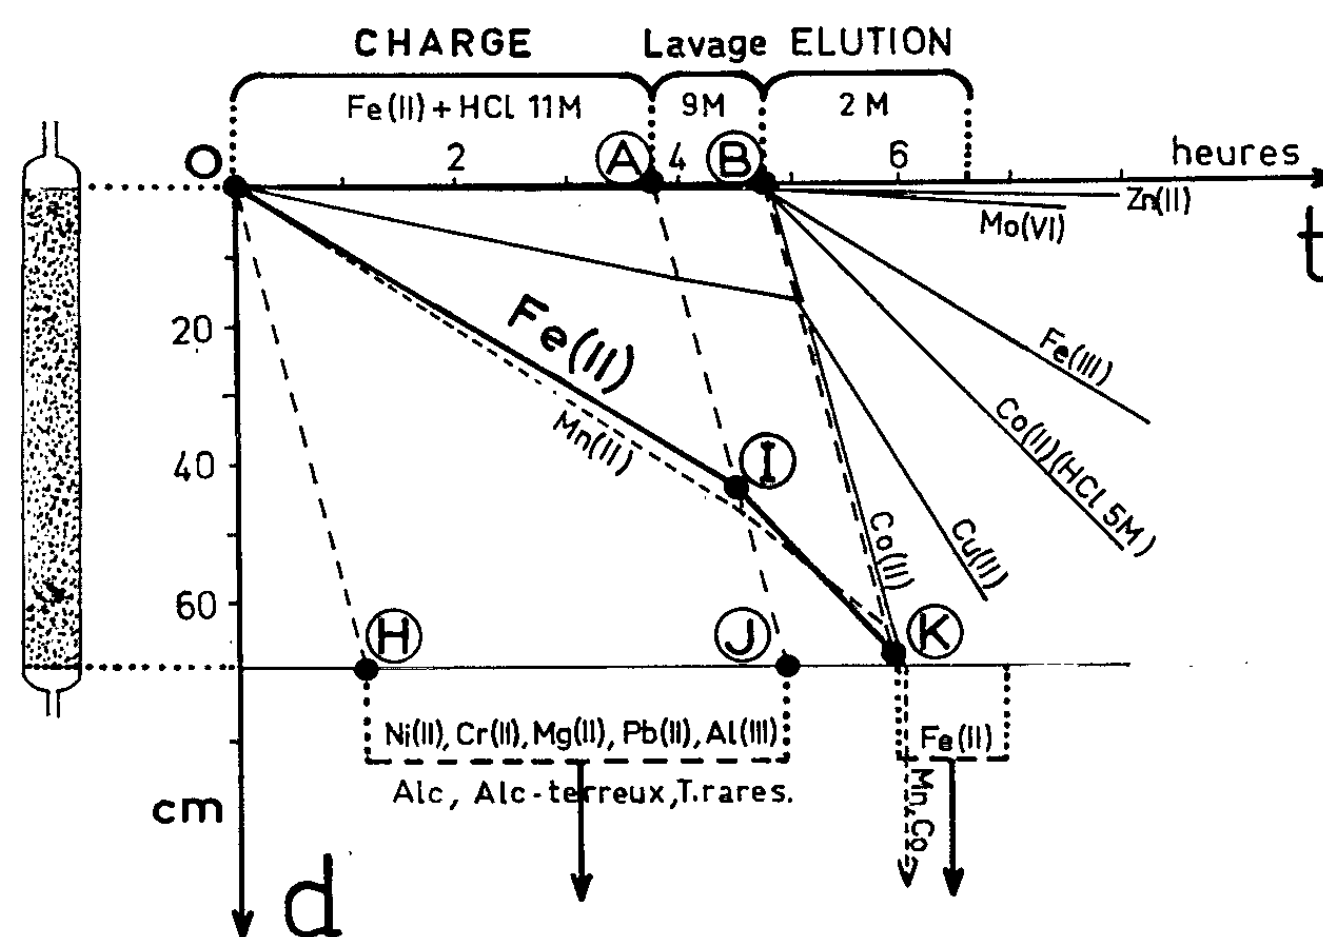 CHARGE Lavage ELUTION
Fe(II) + HCl 11M 9M 2 M
O 2 A 4 B 6 heures
t
Zn(II)
Mo(VI)
20
Fe(II)
Fe(III)
Mn(II)
Co(II)(HCl 5M)
40
I
Co(II)
Cu(II)
60
H J K
Ni(II), Cr(II), Mg(II), Pb(II), Al(III) Fe(II)
Alc, Alc-terreux, T.rares.
Mn, Co
cm
d